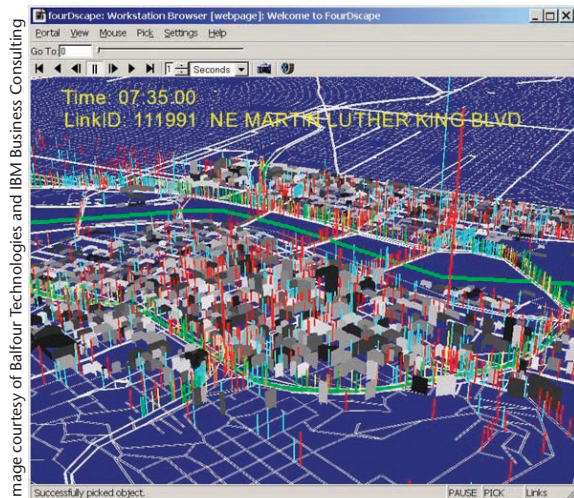 fourDscape: Workstation Browser [webpage]: Welcome to FourDscape
Portal View Mouse Pick Settings Help
Go To 0
1 Seconds
Time: 07.35.00
LinkID: 111991 NE MARTIN LUTHER KING BLVD
Successfully picked object. PAUSE PICK Links
mage courtesy of Balfour Technologies and IBM Business Consulting